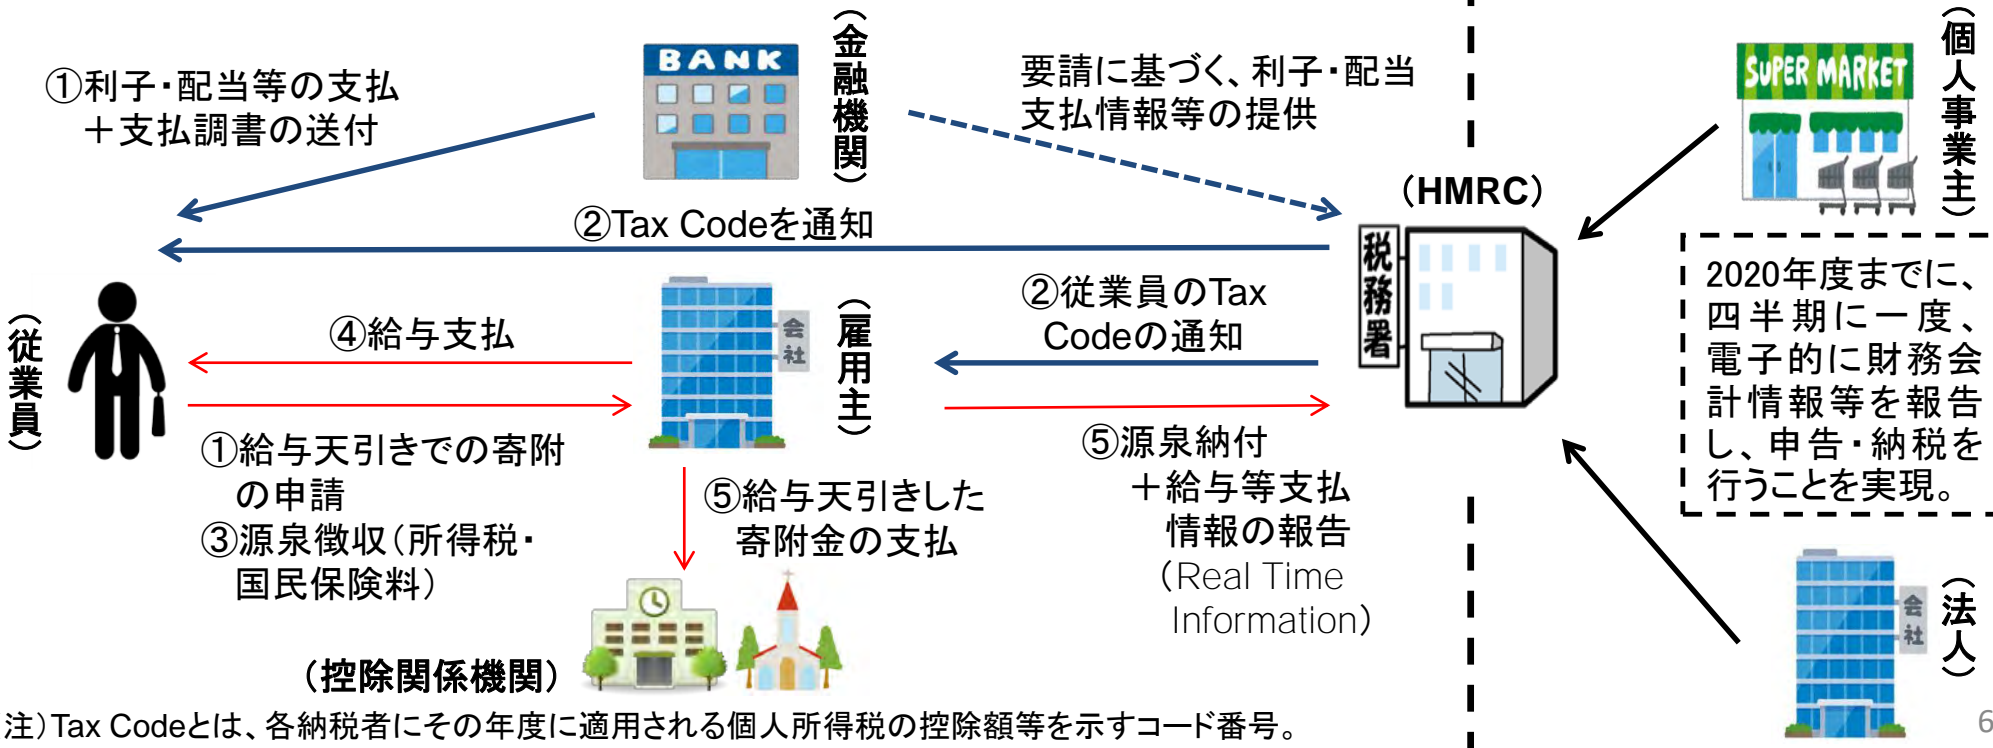 ①利子・配当等の支払
＋支払調書の送付
BANK
（金融機関）
要請に基づく、利子・配当
支払情報等の提供
SUPER MARKET
（個人事業主）
（HMRC）
税務署
②Tax Codeを通知
（従業員）
④給与支払
会社
（雇用主）
②従業員のTax
Codeの通知
2020年度までに、
四半期に一度、
電子的に財務会
計情報等を報告
し、申告・納税を
行うことを実現。
①給与天引きでの寄附
の申請
③源泉徴収（所得税・
国民保険料）
⑤給与天引きした
寄附金の支払
⑤源泉納付
＋給与等支払
情報の報告
（Real Time
Information）
（控除関係機関）
会社
（法人）
注）Tax Codeとは、各納税者にその年度に適用される個人所得税の控除額等を示すコード番号。
6